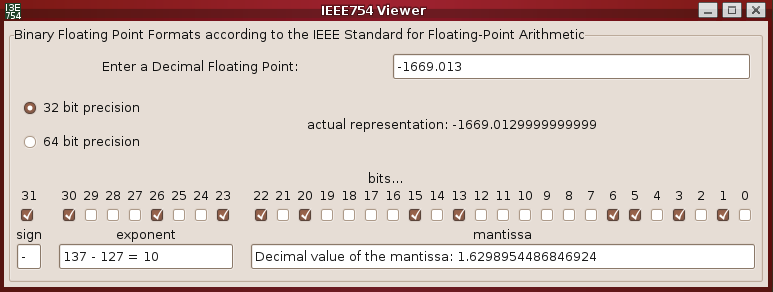 I3E
754
IEEE754 Viewer
Binary Floating Point Formats according to the IEEE Standard for Floating-Point Arithmetic
Enter a Decimal Floating Point: -1669.013
32 bit precision
actual representation: -1669.0129999999999
64 bit precision
bits...
31 30 29 28 27 26 25 24 23 22 21 20 19 18 17 16 15 14 13 12 11 10 9 8 7 6 5 4 3 2 1 0
sign exponent mantissa
- 137 - 127 = 10 Decimal value of the mantissa: 1.6298954486846924